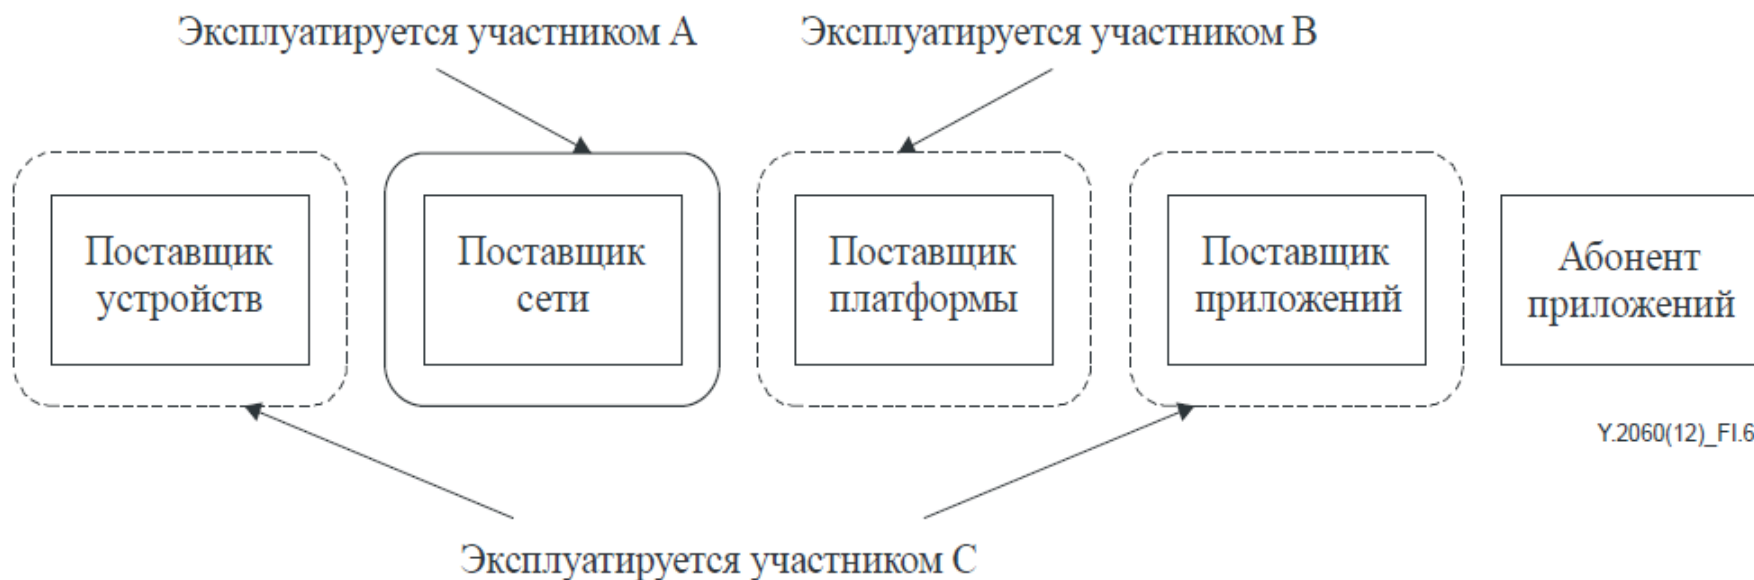 Эксплуатируется участником A
Эксплуатируется участником B
Поставщик
устройств
Поставщик
сети
Поставщик
платформы
Поставщик
приложений
Абонент
приложений
Y.2060(12)_FI.6
Эксплуатируется участником C